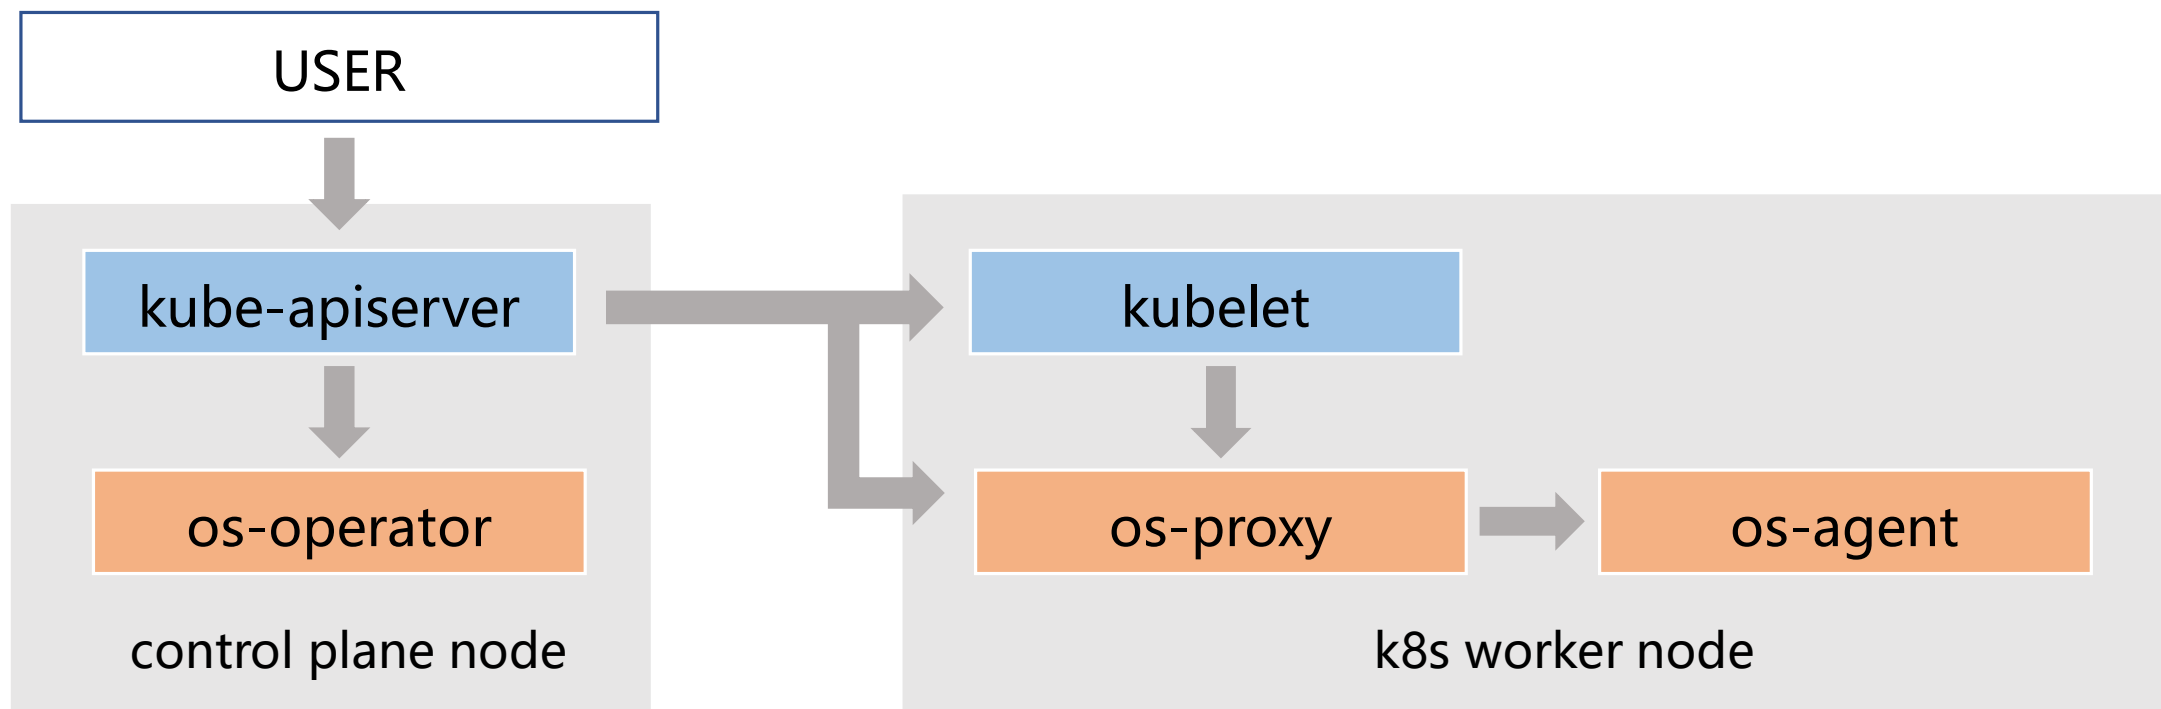 USER
kube-apiserver
kubelet
os-operator
os-proxy
os-agent
control plane node
k8s worker node